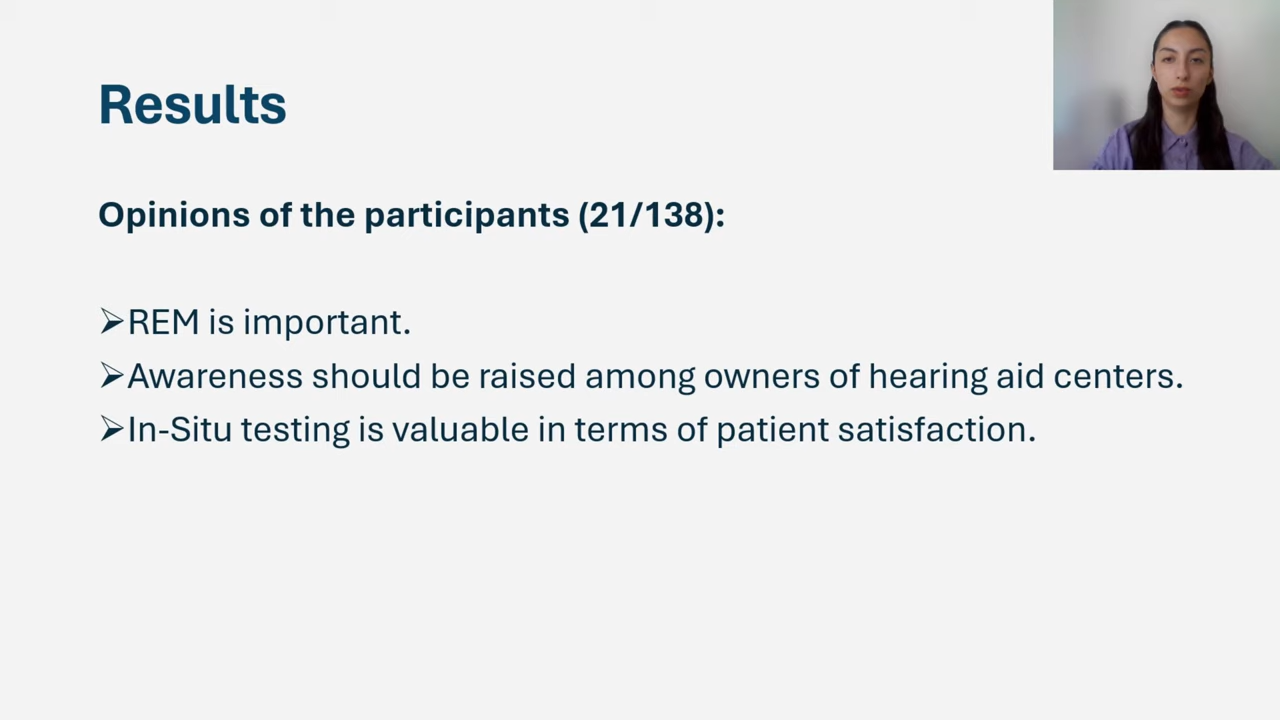 Results
Opinions of the participants (21/138):
➢REM is important.
➢Awareness should be raised among owners of hearing aid centers.
➢In-Situ testing is valuable in terms of patient satisfaction.